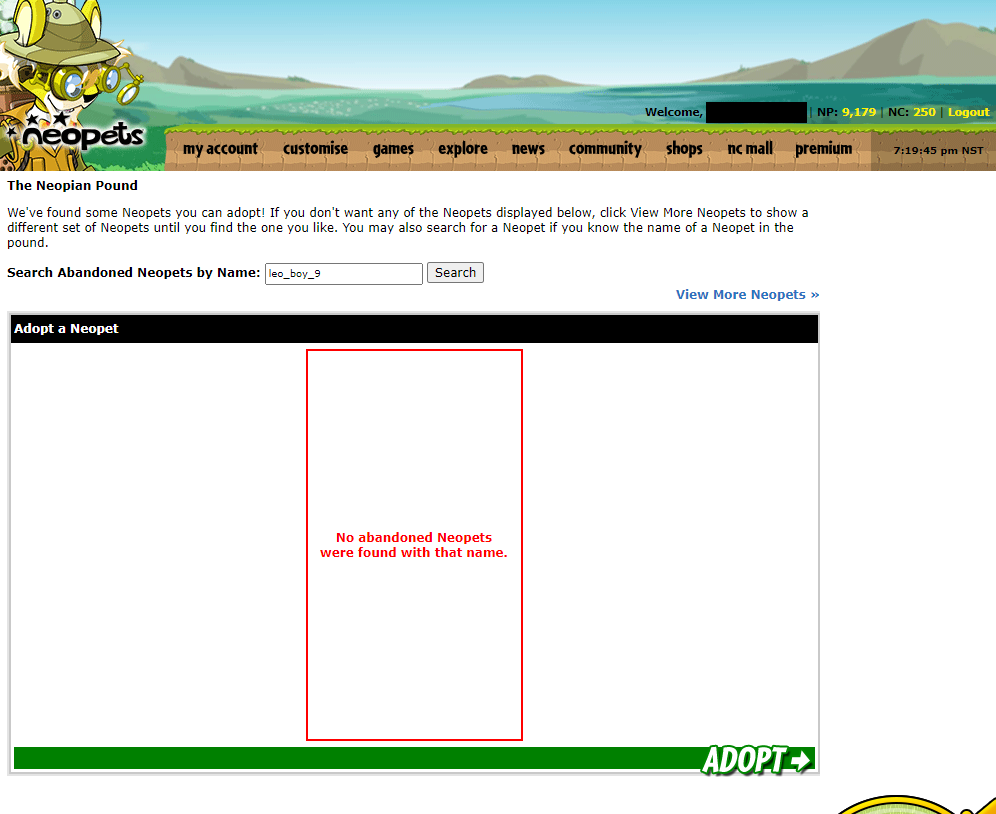 Welcome, | NP: 9,179 | NC: 250 | Logout
neopets
my account customise games explore news community shops nc mall premium 7:19:45 pm NST
The Neopian Pound
We've found some Neopets you can adopt! If you don't want any of the Neopets displayed below, click View More Neopets to show a
different set of Neopets until you find the one you like. You may also search for a Neopet if you know the name of a Neopet in the
pound.
Search Abandoned Neopets by Name: leo_boy_9 Search
View More Neopets »
Adopt a Neopet
No abandoned Neopets
were found with that name.
ADOPT